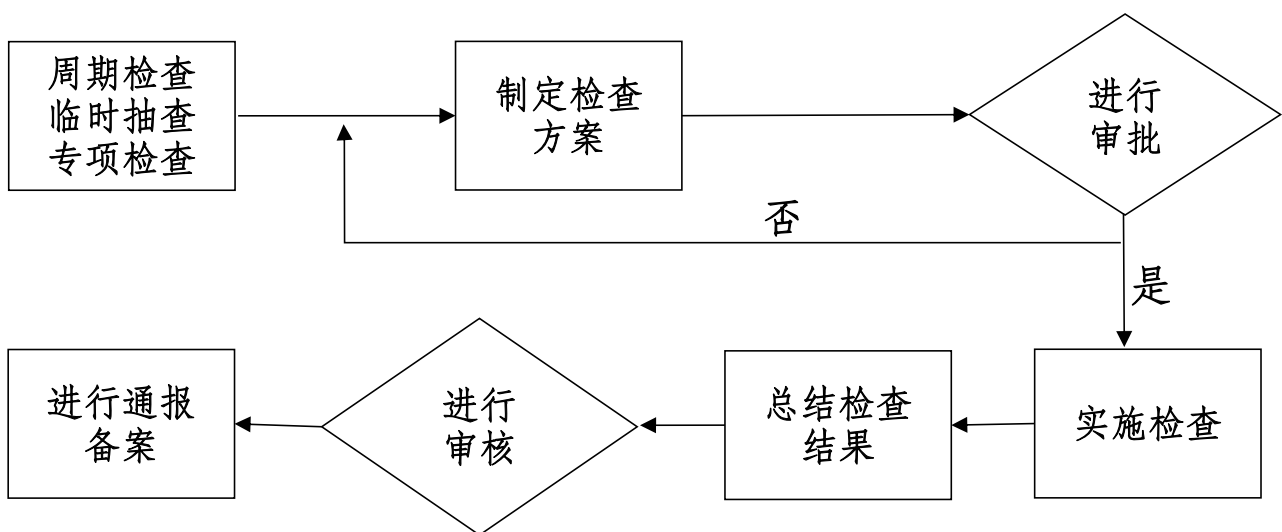 周期检查
临时抽查
专项检查
制定检查
方案
进行
审批
否
是
实施检查
总结检查
结果
进行
审核
进行通报
备案